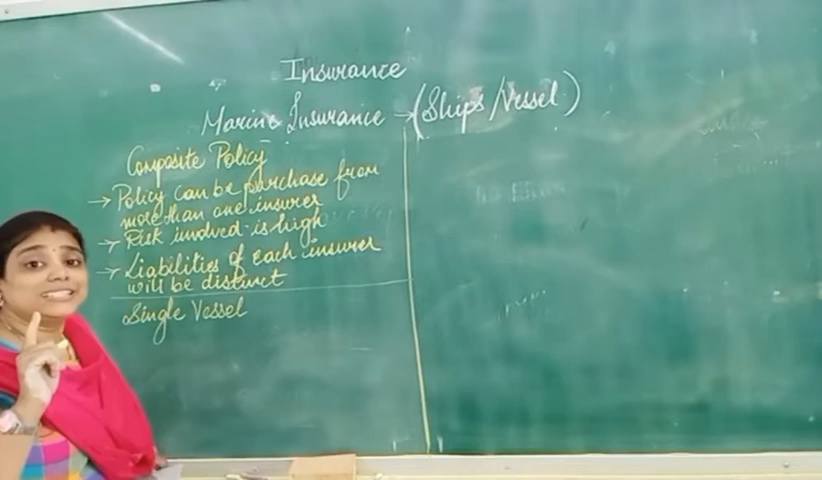 Insurance
Marine Insurance → (Ships/Vessel)
Composite Policy
→ Policy can be purchase from
more than one insurer
→ Risk involved is high
→ Liabilities of each insurer
will be distinct
Single Vessel